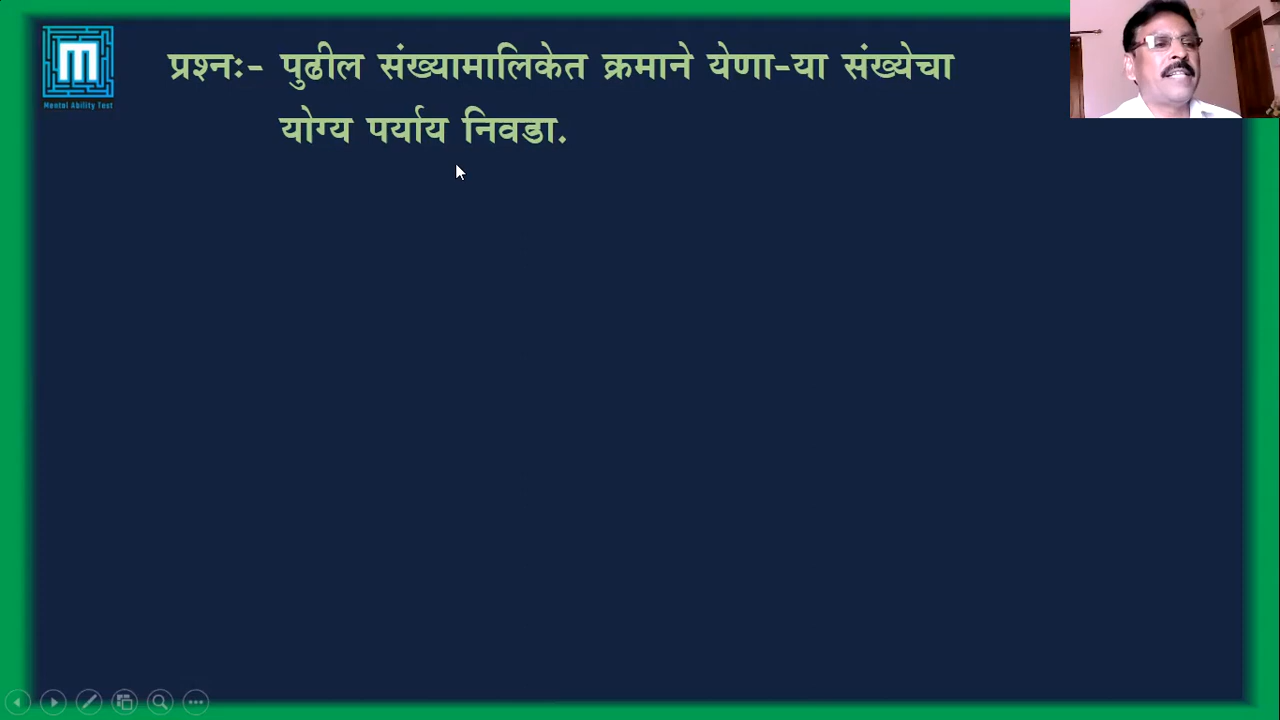 प्रश्नः- पुढील संख्यामालिकेत क्रमाने येणा-या संख्येचा
योग्य पर्याय निवडा.
M
Mental Ability Test